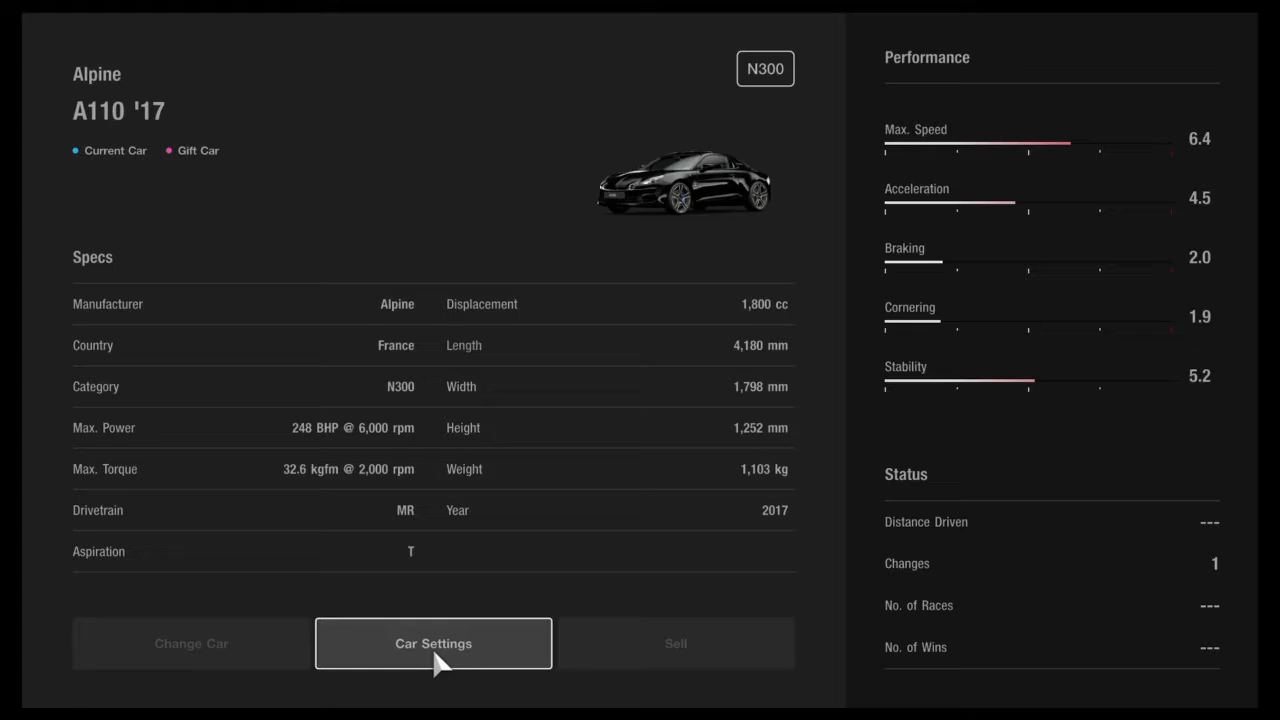 Alpine
A110 '17
Current Car Gift Car
N300
Specs
Manufacturer Alpine Displacement 1,800 cc
Country France Length 4,180 mm
Category N300 Width 1,798 mm
Max. Power 248 BHP @ 6,000 rpm Height 1,252 mm
Max. Torque 32.6 kgfm @ 2,000 rpm Weight 1,103 kg
Drivetrain MR Year 2017
Aspiration T
Change Car Car Settings Sell
Performance
Max. Speed 6.4
Acceleration 4.5
Braking 2.0
Cornering 1.9
Stability 5.2
Status
Distance Driven ---
Changes 1
No. of Races ---
No. of Wins ---